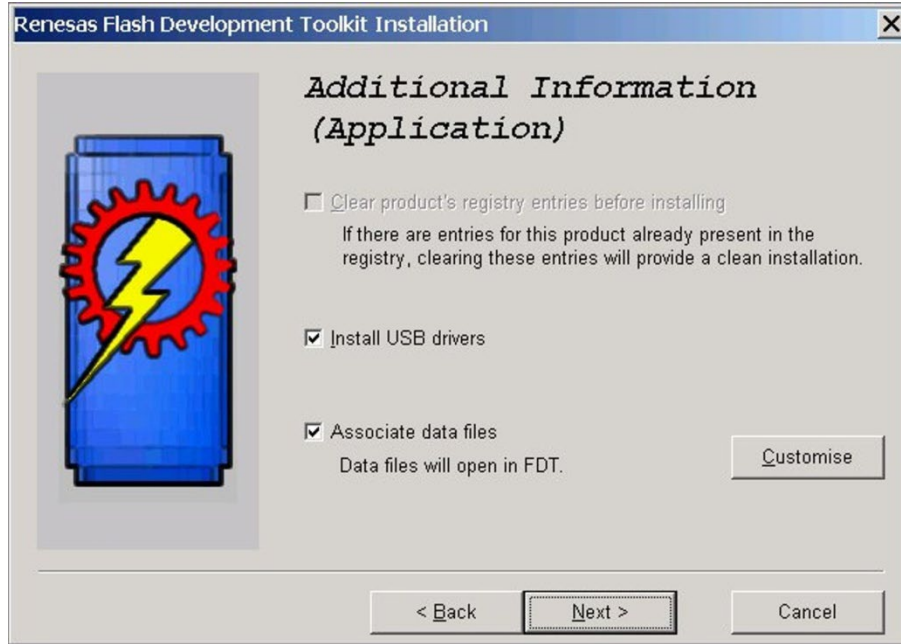 Renesas Flash Development Toolkit Installation
Additional Information
(Application)
Clear product's registry entries before installing
If there are entries for this product already present in the
registry, clearing these entries will provide a clean installation.
Install USB drivers
Associate data files
Data files will open in FDT.
Customise
< Back
Next >
Cancel